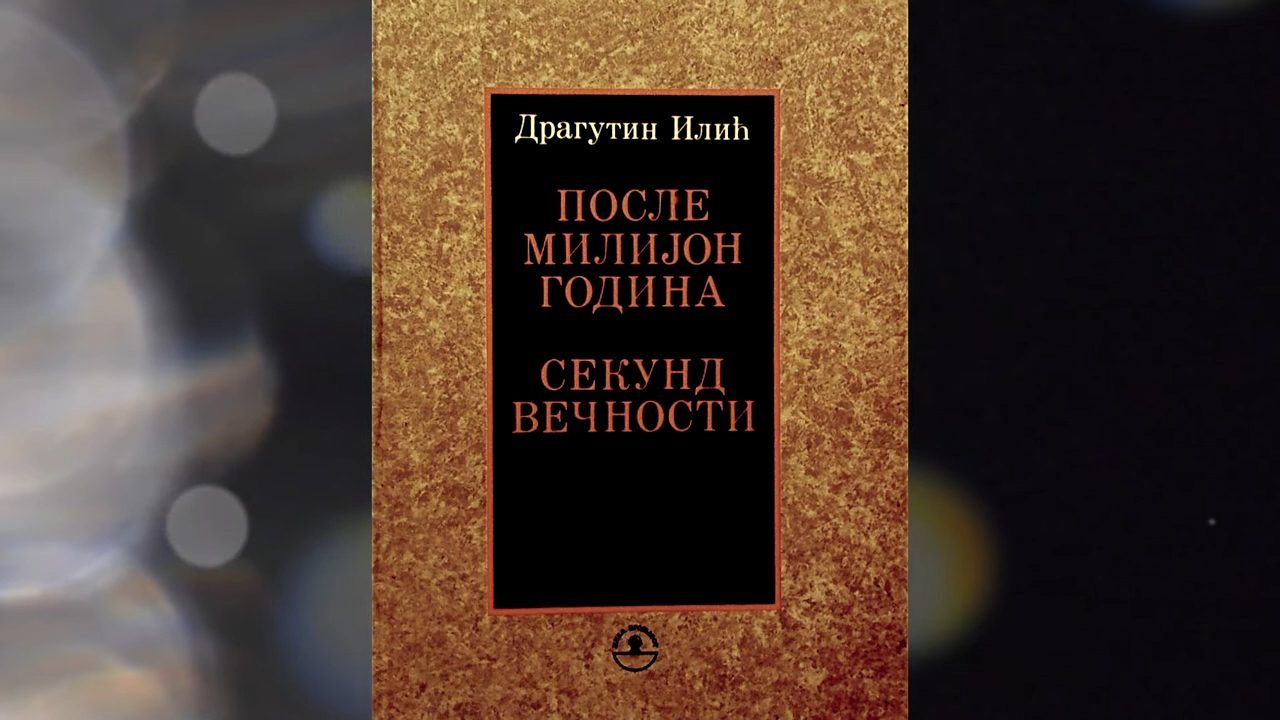 Драгутин Илић
ПОСЛЕ
МИЛИЈОН
ГОДИНА
СЕКУНД
ВЕЧНОСТИ